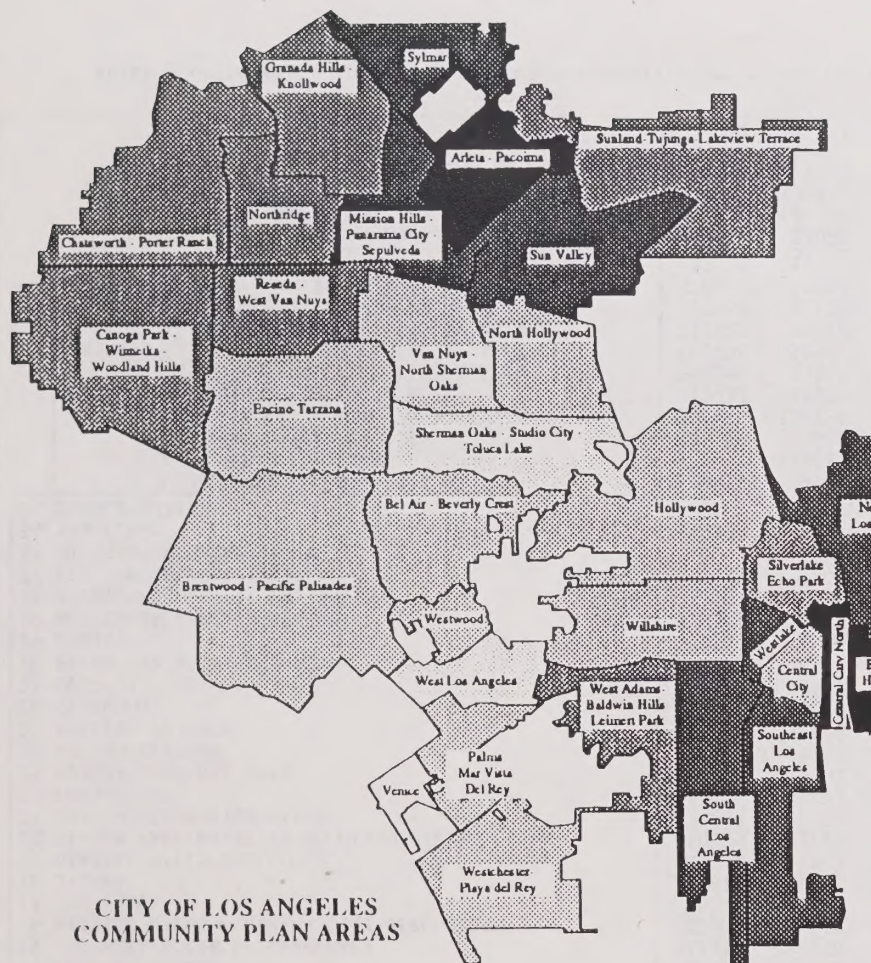 Sylmar
Granada Hills -
Knollwood
Sunland-Tujunga-Lakeview Terrace
Arleta - Pacoima
Northridge
Mission Hills -
Panarama City -
Sepulveda
Chatsworth - Porter Ranch
Sun Valley
Reseda -
West Van Nuys
Canoga Park -
Winnetka -
Woodland Hills
North Hollywood
Van Nuys -
North Sherman
Oaks
Encino-Tarzana
Sherman Oaks - Studio City -
Toluca Lake
Bel Air - Beverly Crest
Hollywood
No
Los
Silverlake
Echo Park
Brentwood - Pacific Palisades
Westwood
Willshire
Westlake
Central City North
Central
City
H
West Los Angeles
West Adams-
Baldwin Hills
Leimert Park
Southeast
Los
Angeles
Palms
Mar Vista
Del Rey
Venice
South
Central
Los
Angeles
Westchester-
Playa del Rey
CITY OF LOS ANGELES
COMMUNITY PLAN AREAS